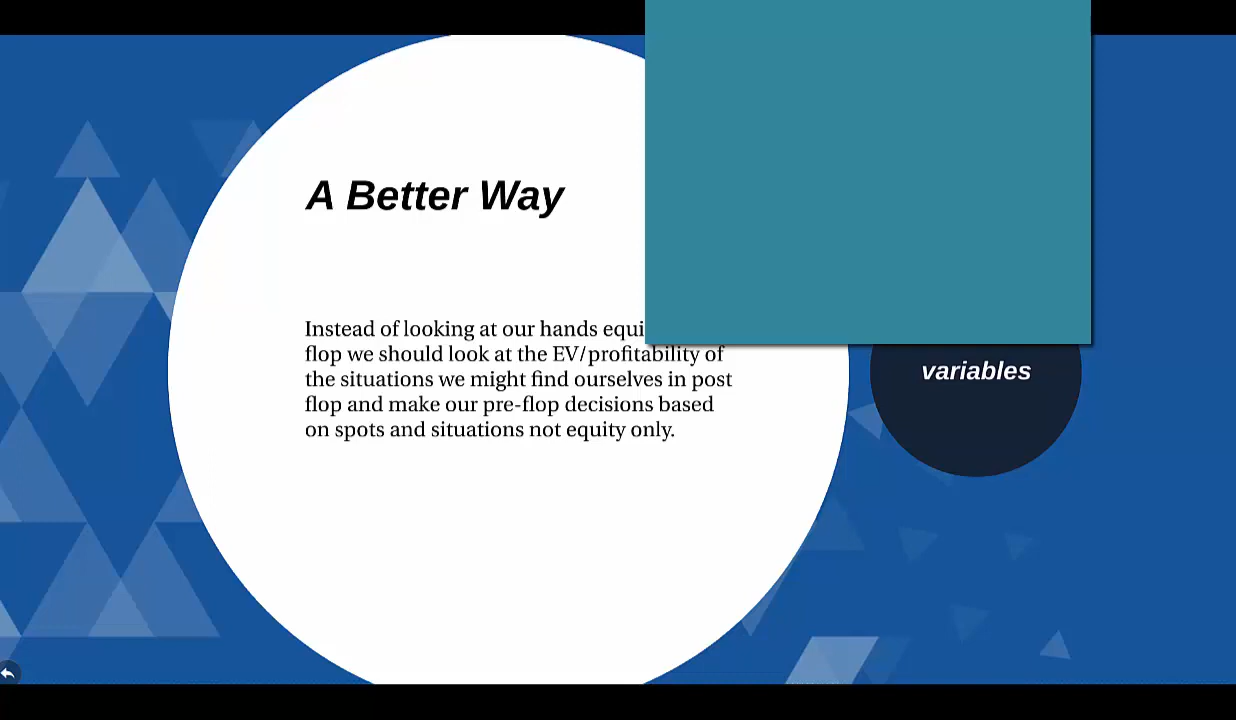 A Better Way
Instead of looking at our hands
flop we should look at the EV/profitability of
the situations we might find ourselves in post
flop and make our pre-flop decisions based
on spots and situations not equity only.
variables